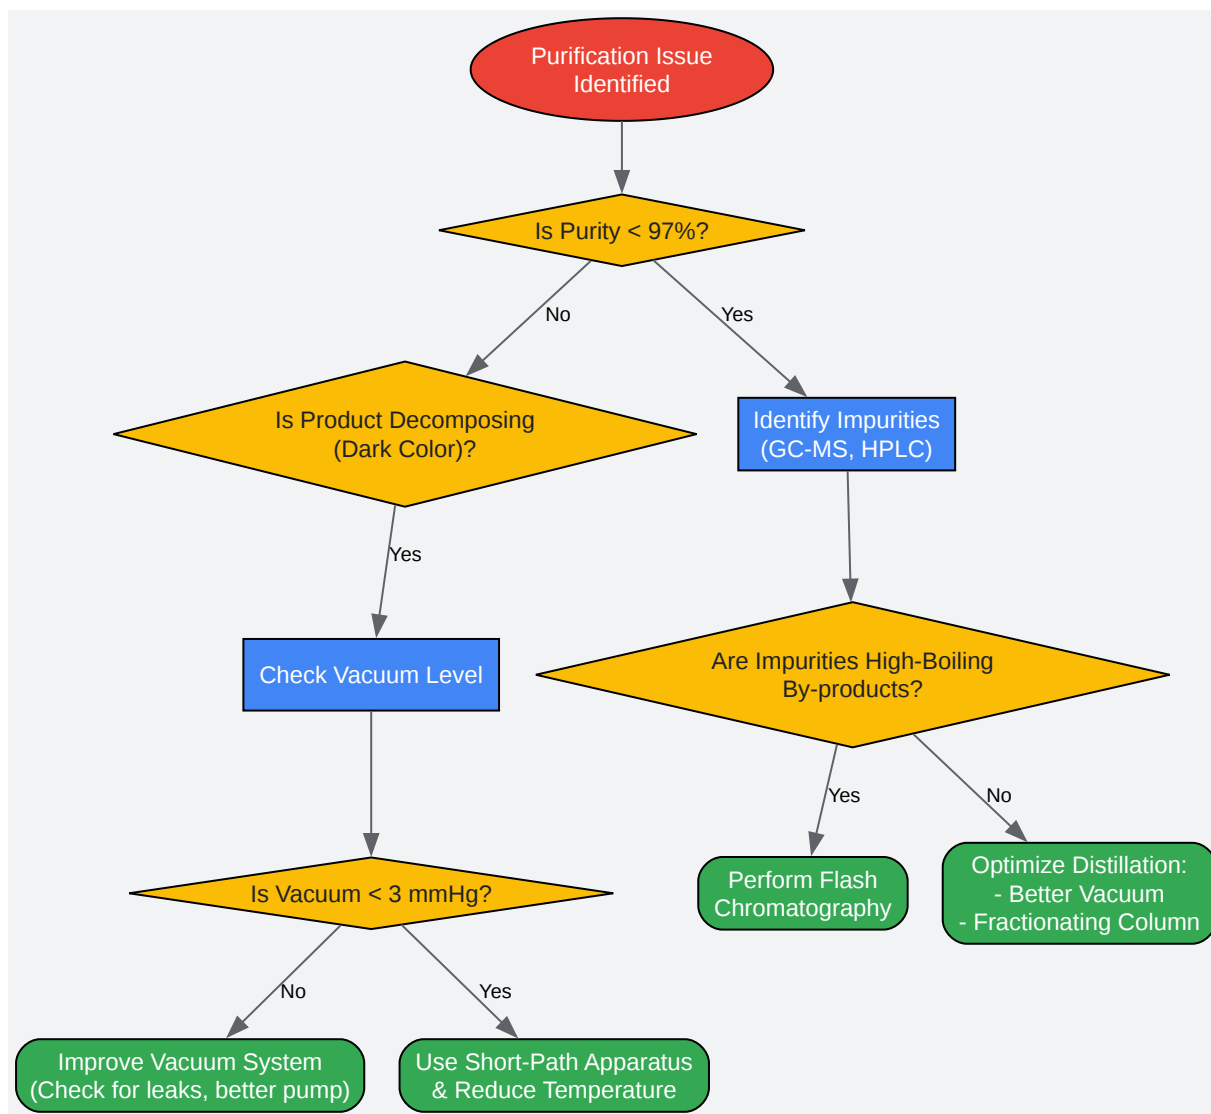 Purification Issue
Identified
Is Purity < 97%?
No
Yes
Is Product Decomposing
(Dark Color)?
Identify Impurities
(GC-MS, HPLC)
Yes
Check Vacuum Level
Are Impurities High-Boiling
By-products?
Yes
No
Is Vacuum < 3 mmHg?
Perform Flash
Chromatography
Optimize Distillation:
- Better Vacuum
- Fractionating Column
No
Yes
Improve Vacuum System
(Check for leaks, better pump)
Use Short-Path Apparatus
& Reduce Temperature